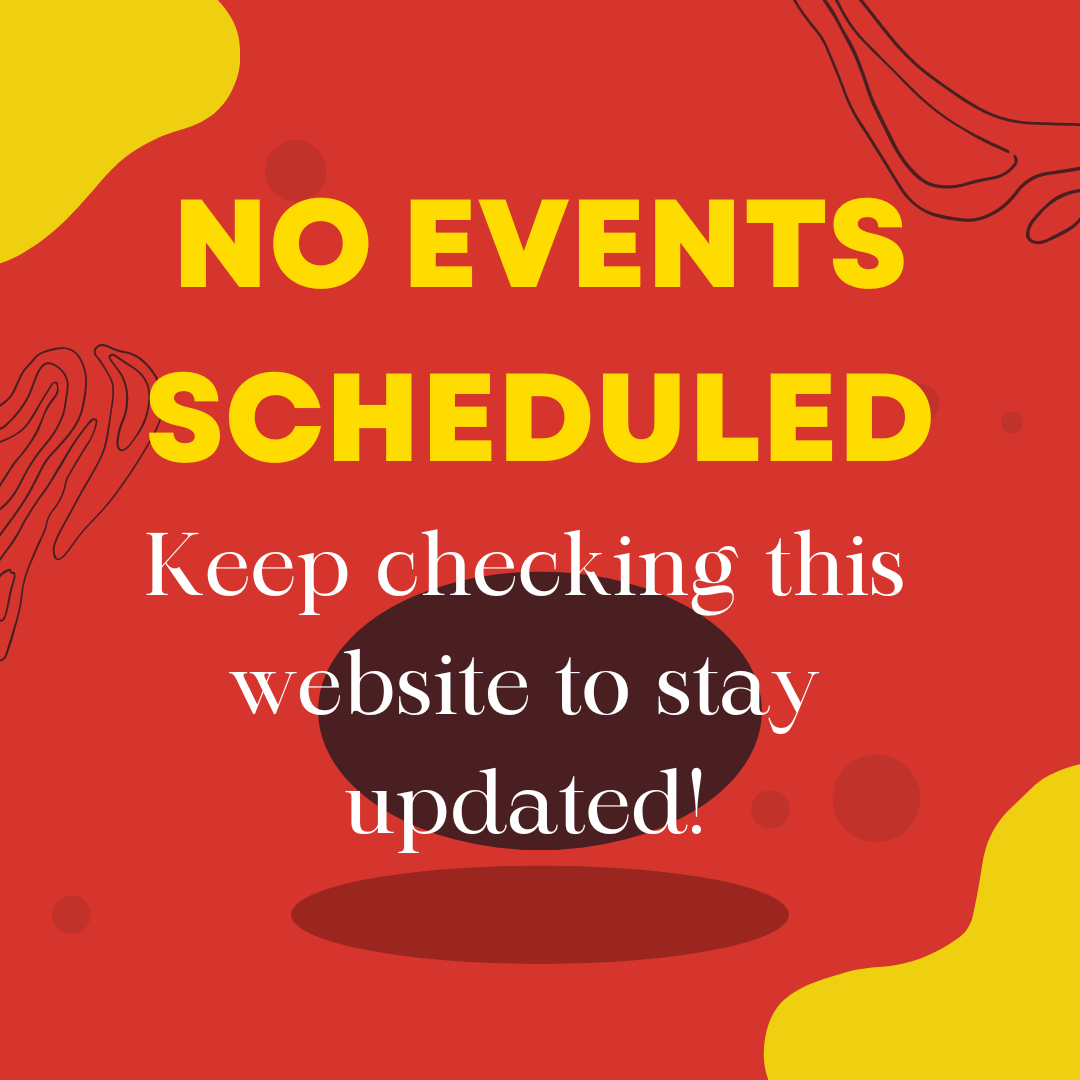 NO EVENTS
SCHEDULED
Keep checking this
website to stay
updated!